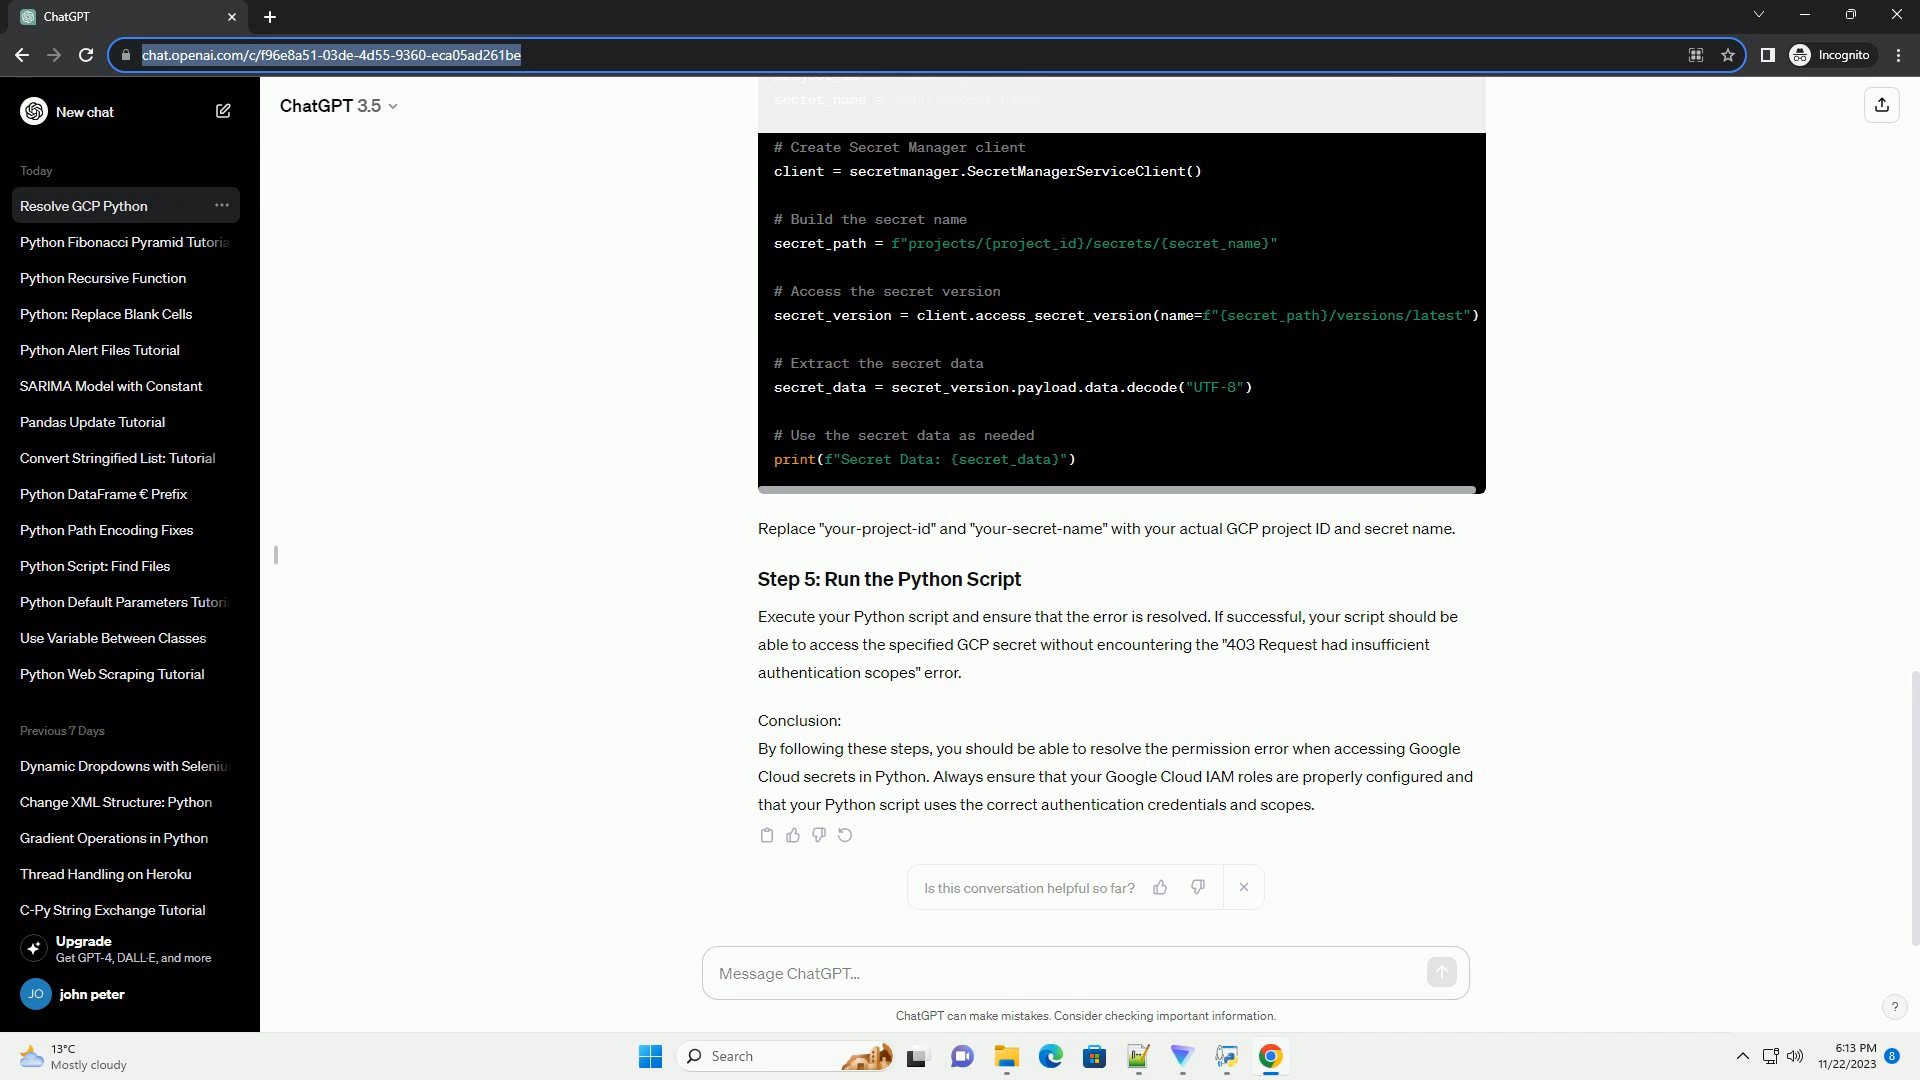 ChatGPT
chat.openai.com/c/f96e8a51-03de-4d55-9360-eca05ad261be
Incognito
New chat
ChatGPT 3.5
Today
Resolve GCP Python
Python Fibonacci Pyramid Tutoria
Python Recursive Function
Python: Replace Blank Cells
Python Alert Files Tutorial
SARIMA Model with Constant
Pandas Update Tutorial
Convert Stringified List: Tutorial
Python DataFrame € Prefix
Python Path Encoding Fixes
Python Script: Find Files
Python Default Parameters Tutori
Use Variable Between Classes
Python Web Scraping Tutorial
Previous 7 Days
Dynamic Dropdowns with Seleniu
Change XML Structure: Python
Gradient Operations in Python
Thread Handling on Heroku
C-Py String Exchange Tutorial
Upgrade
Get GPT-4, DALL·E, and more
JO
john peter
secret_name =
# Create Secret Manager client
client = secretmanager.SecretManagerServiceClient()
# Build the secret name
secret_path = f"projects/{project_id}/secrets/{secret_name}"
# Access the secret version
secret_version = client.access_secret_version(name=f"{secret_path}/versions/latest")
# Extract the secret data
secret_data = secret_version.payload.data.decode("UTF-8")
# Use the secret data as needed
print(f"Secret Data: {secret_data}")
Replace "your-project-id" and "your-secret-name" with your actual GCP project ID and secret name.
Step 5: Run the Python Script
Execute your Python script and ensure that the error is resolved. If successful, your script should be
able to access the specified GCP secret without encountering the "403 Request had insufficient
authentication scopes" error.
Conclusion:
By following these steps, you should be able to resolve the permission error when accessing Google
Cloud secrets in Python. Always ensure that your Google Cloud IAM roles are properly configured and
that your Python script uses the correct authentication credentials and scopes.
Is this conversation helpful so far?
Message ChatGPT...
ChatGPT can make mistakes. Consider checking important information.
?
13°C
Mostly cloudy
Search
6:13 PM
11/22/2023
8